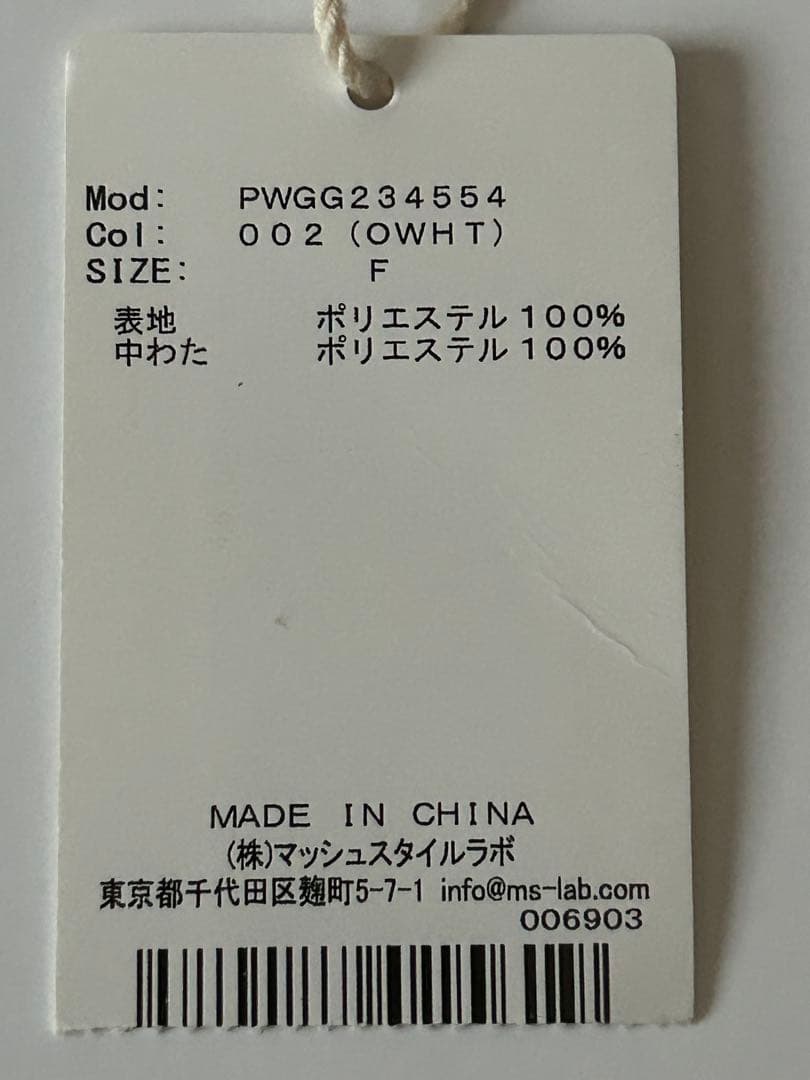 Mod: PWGG234554
Col: 002(OWHT)
SIZE: F
表地 ポリエステル100%
中わた ポリエステル100%
MADE IN CHINA
(株)マッシュスタイルラボ
東京都千代田区麹町5-7-1 info@ms-lab.com
006903